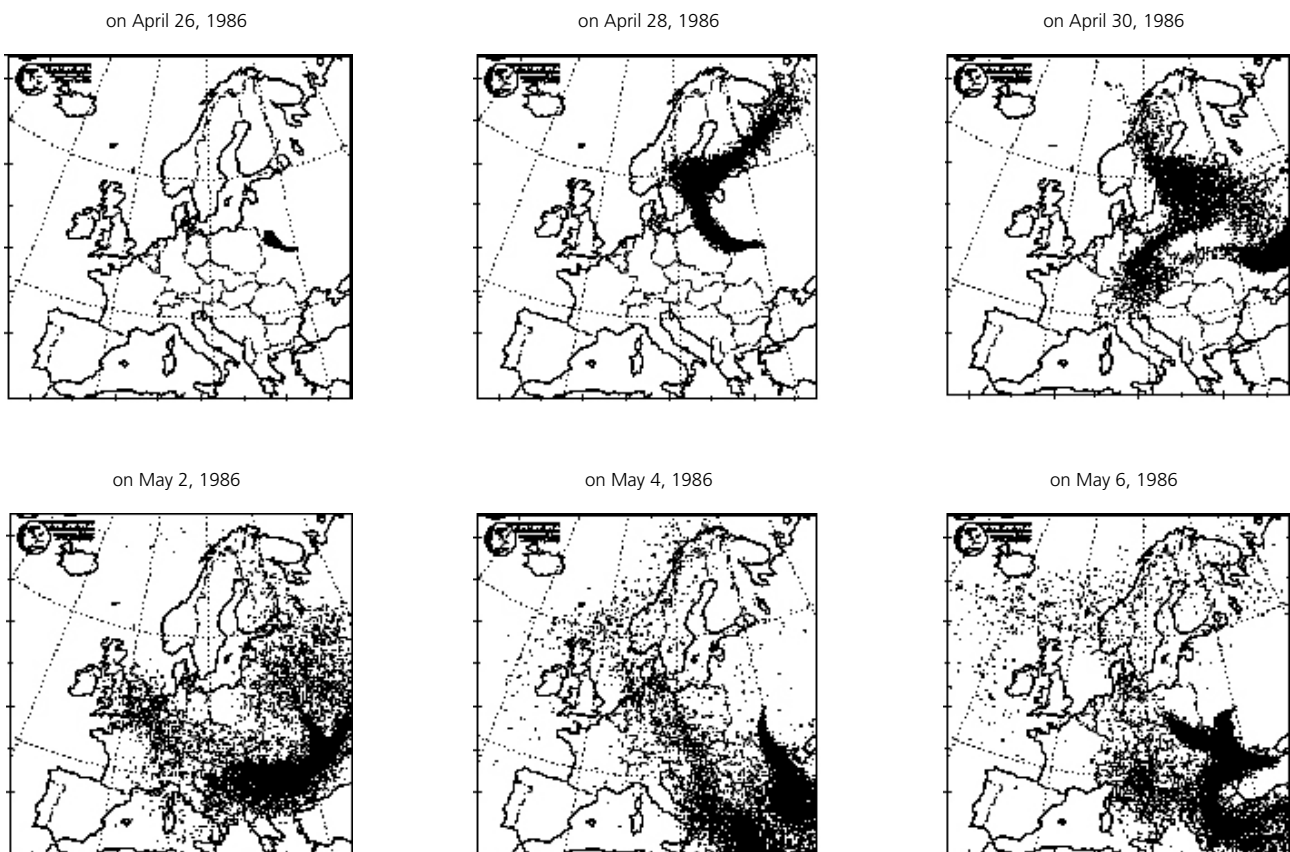 on April 26, 1986
on April 28, 1986
on April 30, 1986
on May 2, 1986
on May 4, 1986
on May 6, 1986